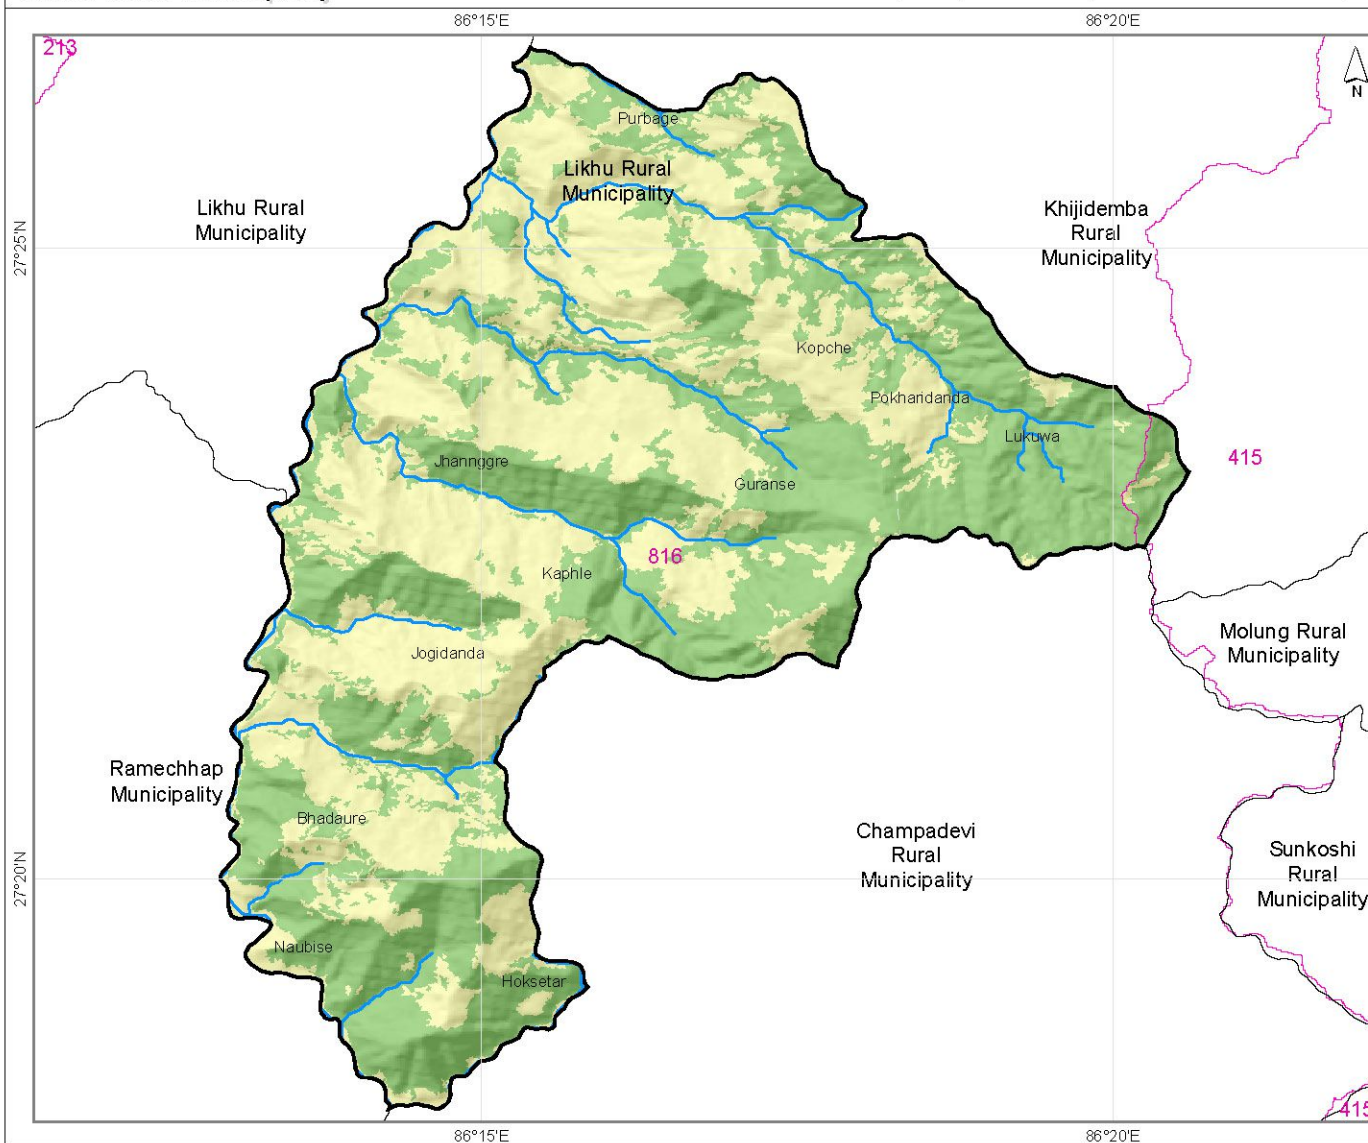 86°15'E
86°20'E
213
N
Purbage
Likhu Rural
Municipality
Likhu Rural
Municipality
Khijidemba
Rural
Municipality
27°25'N
Kopche
Pokharidanda
Lukuwa
415
Jhannggre
Guranse
816
Kaphle
Molung Rural
Municipality
Jogidanda
Ramechhap
Municipality
Bhadaure
Champadevi
Rural
Municipality
Sunkoshi
Rural
Municipality
27°20'N
Naubise
Hoksetar
415
86°15'E
86°20'E